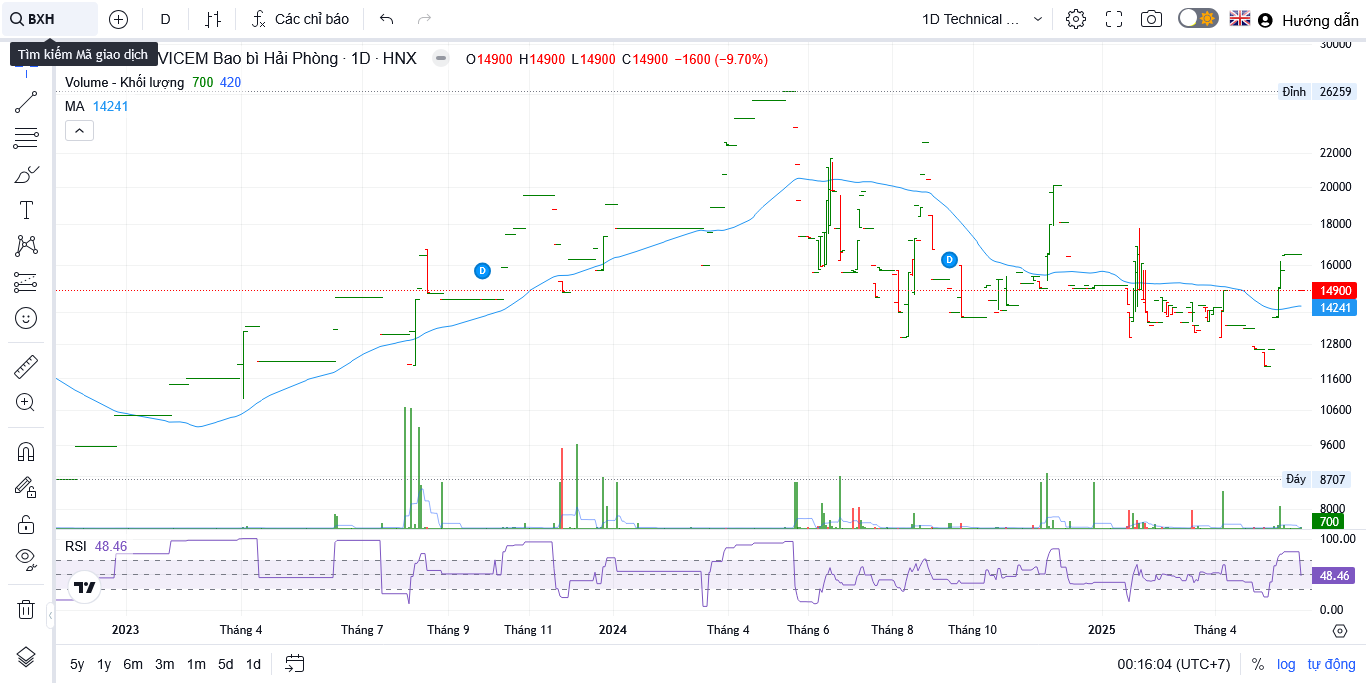 BXH D Các chỉ báo 1D Technical ... Hướng dẫn
Tìm kiếm Mã giao dịch
VICEM Bao bì Hải Phòng · 1D · HNX O14900 H14900 L14900 C14900 −1600 (−9.70%)
Volume - Khối lượng 700 420
MA 14241
30000
Đỉnh 26259
22000
20000
18000
16000
14900
14241
12800
11600
10600
9600
Đáy 8707
8000
700
D
D
RSI 48.46
100.00
48.46
0.00
2023 Tháng 4 Tháng 7 Tháng 9 Tháng 11 2024 Tháng 4 Tháng 6 Tháng 8 Tháng 10 2025 Tháng 4
5y 1y 6m 3m 1m 5d 1d 00:16:04 (UTC+7) % log tự động